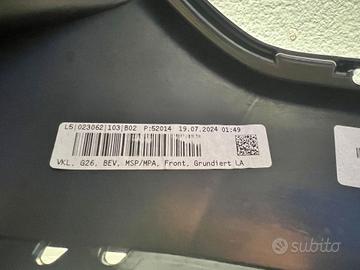 L5|023062|103|B02 P:52014 19.07.2024 01:49
VKL, G26, BEV, MSP/MPA, Front, Grundiert LA
subito